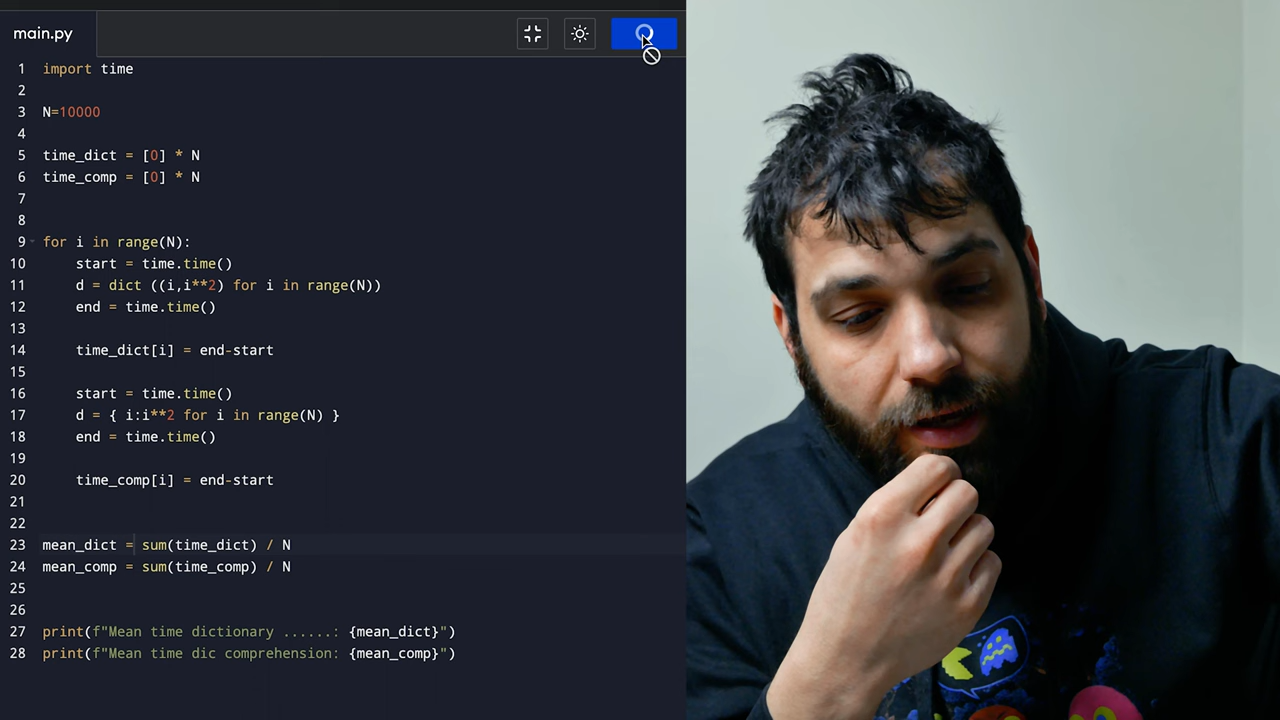 main.py
1 import time
2
3 N=10000
4
5 time_dict = [0] * N
6 time_comp = [0] * N
7
8
9 for i in range(N):
10 start = time.time()
11 d = dict ((i,i**2) for i in range(N))
12 end = time.time()
13
14 time_dict[i] = end-start
15
16 start = time.time()
17 d = { i:i**2 for i in range(N) }
18 end = time.time()
19
20 time_comp[i] = end-start
21
22
23 mean_dict = sum(time_dict) / N
24 mean_comp = sum(time_comp) / N
25
26
27 print(f"Mean time dictionary ......: {mean_dict}")
28 print(f"Mean time dic comprehension: {mean_comp}")